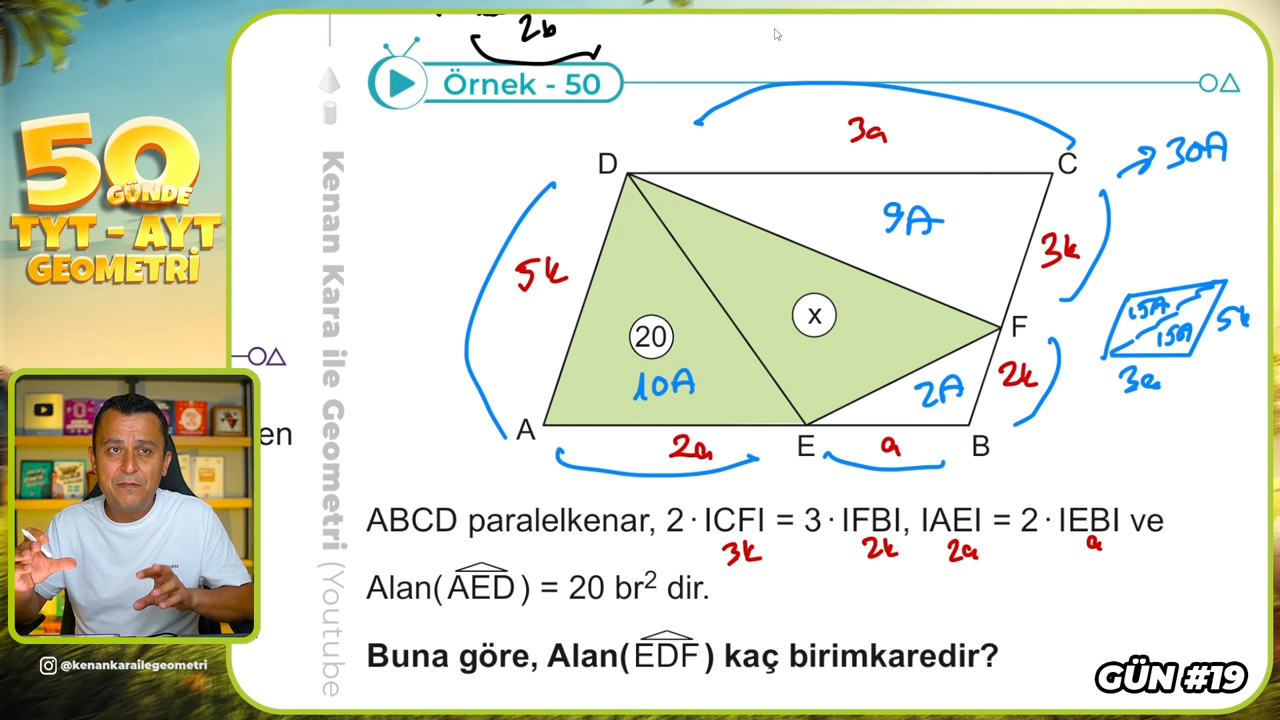 2b
Örnek - 50
50
GÜNDE
TYT - AYT
GEOMETRİ
Kenan Kara ile Geometri (Youtube
3a
D
C
30A
9A
5k
3k
20
x
F
10A
2A
2k
15A
15A
5k
3a
A
E
B
2a
a
en
ABCD paralelkenar, 2·ICFI = 3·IFBI, IAEI = 2·IEBI ve
3k 2k 2a a
Alan(AED) = 20 br² dir.
Buna göre, Alan(EDF) kaç birimkaredir?
@kenankarailegeometri
GÜN #19